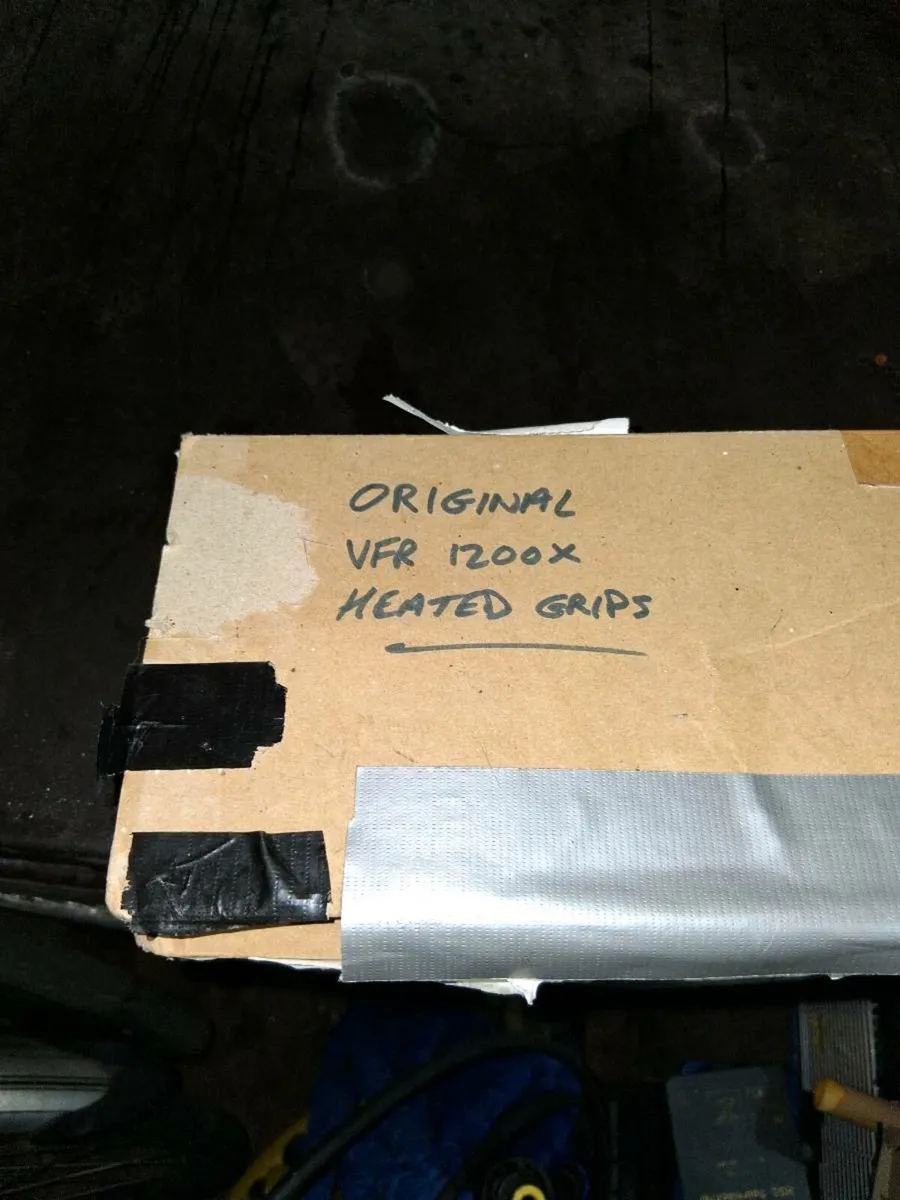 ORIGINAL
VFR 1200X
HEATED GRIPS